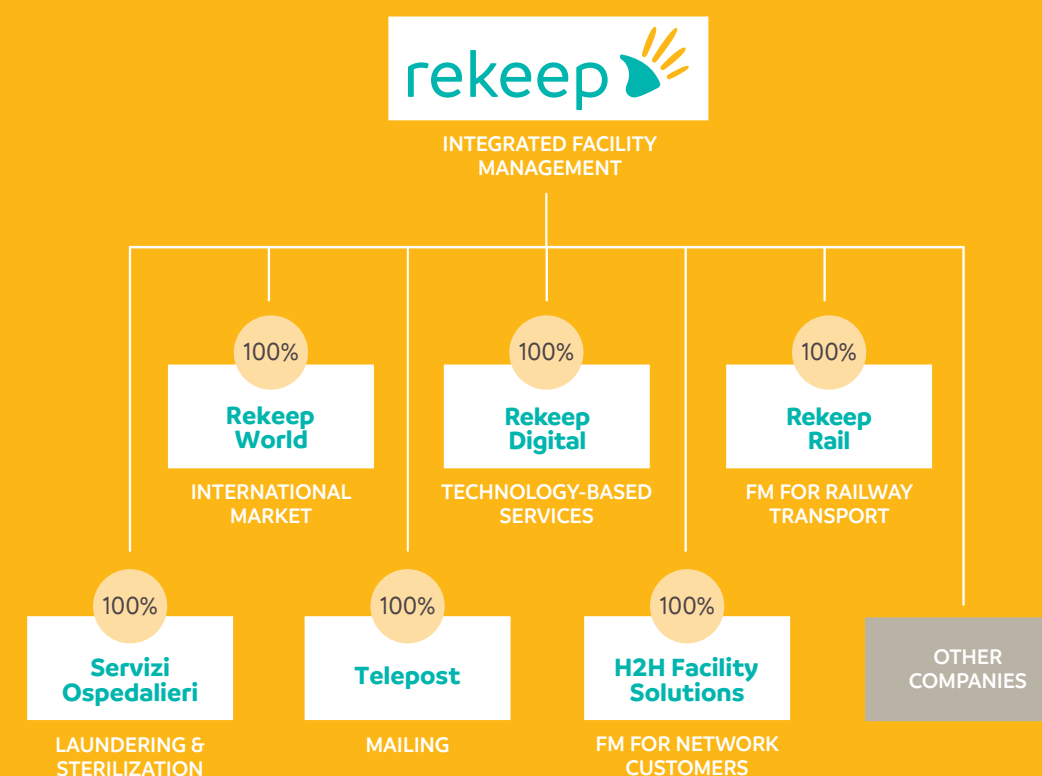 rekeep
INTEGRATED FACILITY
MANAGEMENT
100%
100%
100%
Rekeep
World
Rekeep
Digital
Rekeep
Rail
INTERNATIONAL
MARKET
TECHNOLOGY-BASED
SERVICES
FM FOR RAILWAY
TRANSPORT
100%
100%
100%
Servizi
Ospedalieri
Telepost
H2H Facility
Solutions
OTHER
COMPANIES
LAUNDERING &
STERILIZATION
MAILING
FM FOR NETWORK
CUSTOMERS